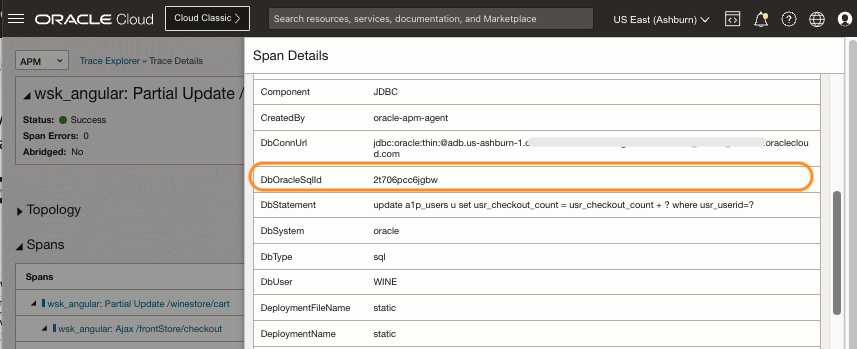 ORACLE Cloud
Cloud Classic >
Search resources, services, documentation, and Marketplace
US East (Ashburn)
APM
Trace Explorer » Trace Details
wsk_angular: Partial Update /
Status: Success
Span Errors: 0
Abridged: No
Topology
Spans
Spans
wsk_angular: Partial Update /winestore/cart
wsk_angular: Ajax /frontStore/checkout
Span Details
Component JDBC
CreatedBy oracle-apm-agent
DbConnUrl jdbc:oracle:thin:@adb.us-ashburn-1. oracleclou
d.com
DbOracleSqlId 2t706pcc6jgbw
DbStatement update a1p_users u set usr_checkout_count = usr_checkout_count + ? where usr_userid=?
DbSystem oracle
DbType sql
DbUser WINE
DeploymentFileName static
DeploymentName static